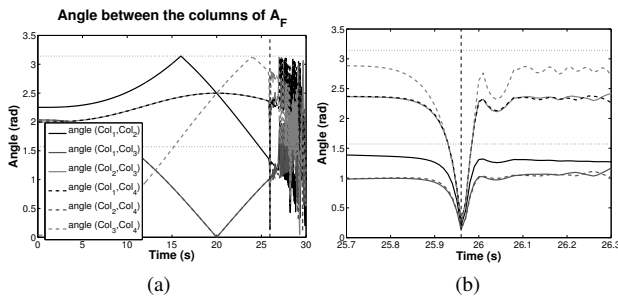 Angle between the columns of A_F
Angle (rad)
3.5
3
2.5
2
1.5
1
0.5
0
angle (Col_1,Col_2)
angle (Col_1,Col_3)
angle (Col_2,Col_3)
angle (Col_1,Col_4)
angle (Col_2,Col_4)
angle (Col_3,Col_4)
0 5 10 15 20 25 30
Time (s)
(a)
Angle (rad)
3.5
3
2.5
2
1.5
1
0.5
0
25.7 25.8 25.9 26 26.1 26.2 26.3
Time (s)
(b)